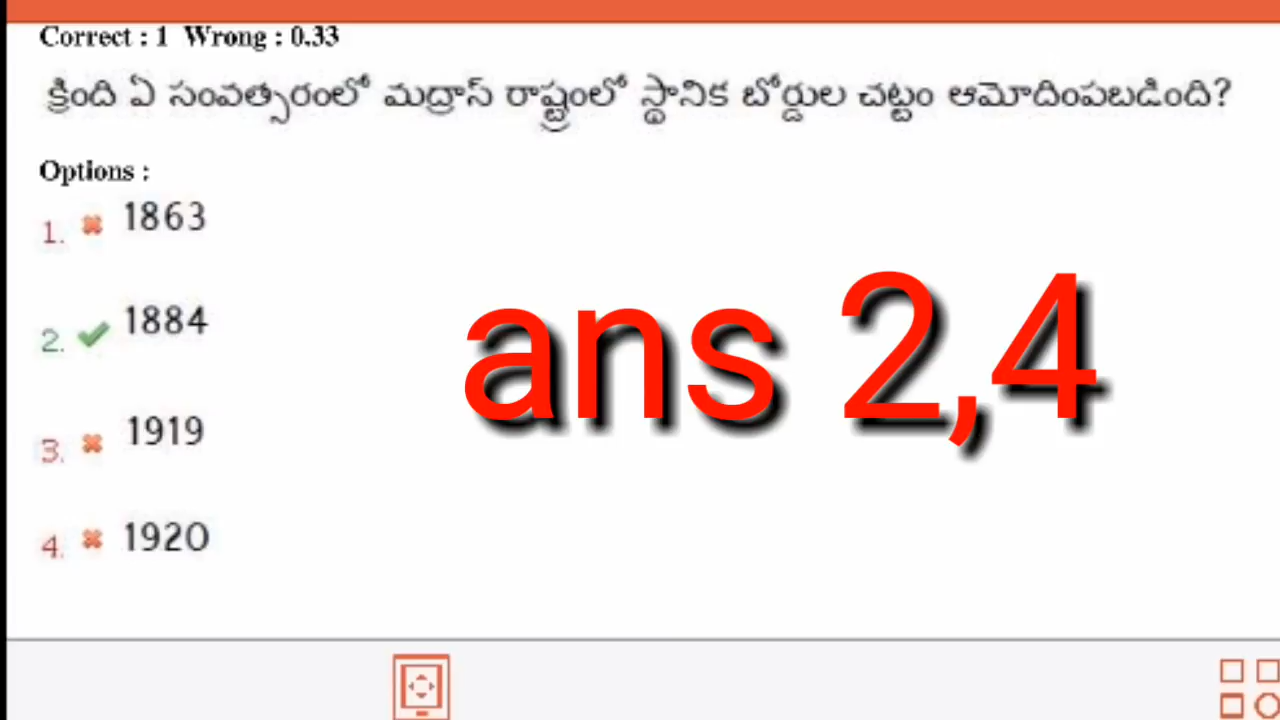 Correct : 1 Wrong : 0.33
క్రింది ఏ సంవత్సరంలో మద్రాస్ రాష్ట్రంలో స్థానిక బోర్డుల చట్టం ఆమోదింపబడింది?
Options :
1. 1863
2. 1884
3. 1919
4. 1920
ans 2,4